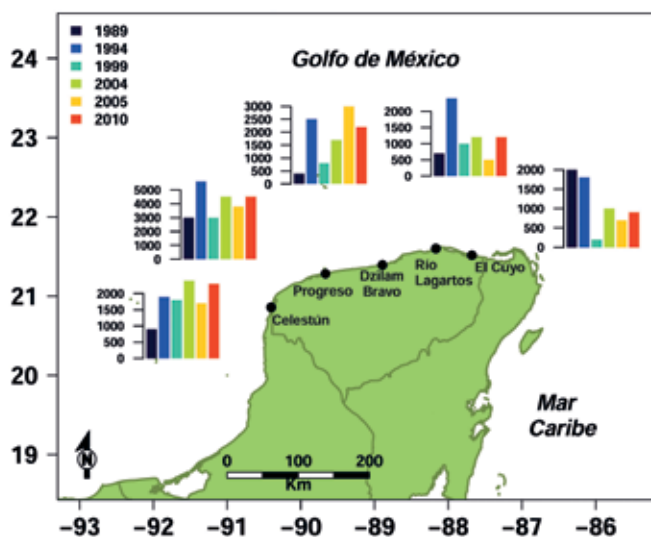 1989
1994
1999
2004
2005
2010
Golfo de México
24
23
22
21
20
19
3000
2500
2000
1500
1000
500
0
2000
1500
1000
500
0
2000
1500
1000
500
0
5000
4000
3000
2000
1000
0
2000
1500
1000
500
0
Celestún
Progreso
Dzilam
Bravo
Río
Lagartos
El Cuyo
Mar
Caribe
N
0 100 200
Km
−93 −92 −91 −90 −89 −88 −87 −86